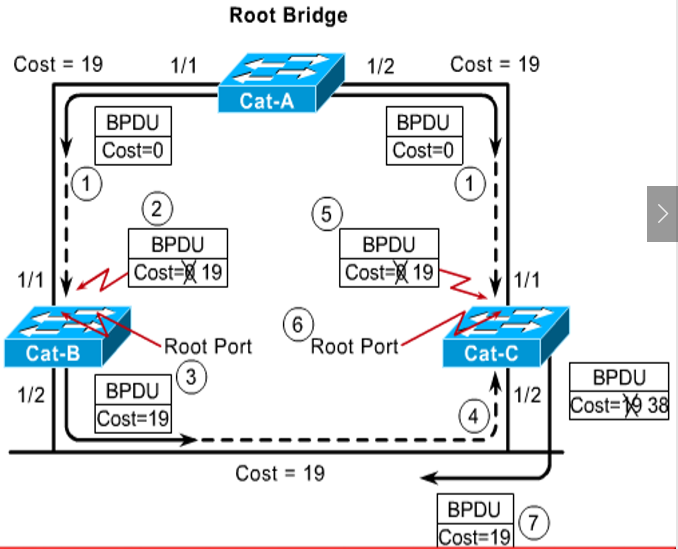 Root Bridge
Cost = 19
1/1
1/2
Cost = 19
Cat-A
BPDU
Cost=0
BPDU
Cost=0
1
1
2
5
BPDU
Cost=0 19
BPDU
Cost=0 19
1/1
1/1
6
Cat-B
Root Port
Root Port
Cat-C
3
1/2
BPDU
Cost=19
4
1/2
BPDU
Cost=19 38
Cost = 19
BPDU
Cost=19
7